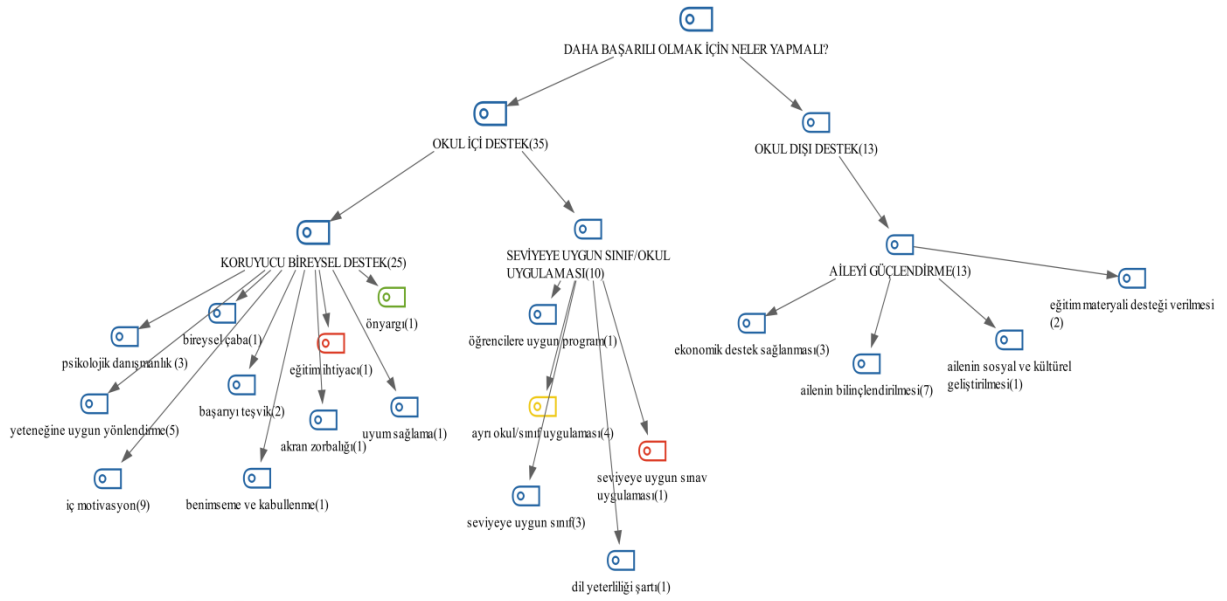 DAHA BAŞARILI OLMAK İÇİN NELER YAPMALI?
OKUL İÇİ DESTEK(35)
OKUL DIŞI DESTEK(13)
KORUYUCU BİREYSEL DESTEK(25)
SEVİYEYE UYGUN SINIF/OKUL
UYGULAMASI(10)
AİLEYİ GÜÇLENDİRME(13)
önyargı(1)
bireysel çaba(1)
psikolojik danışmanlık (3)
eğitim ihtiyacı(1)
öğrencilere uygun program(1)
ekonomik destek sağlanması(3)
eğitim materyali desteği verilmesi
(2)
ailenin sosyal ve kültürel
geliştirilmesi(1)
ailenin bilinçlendirilmesi(7)
yeteneğine uygun yönlendirme(5)
başarıyı teşvik(2)
akran zorbalığı(1)
uyum sağlama(1)
ayrı okul/sınıf uygulaması(4)
seviyeye uygun sınav
uygulaması(1)
iç motivasyon(9)
benimseme ve kabullenme(1)
seviyeye uygun sınıf(3)
dil yeterliliği şartı(1)